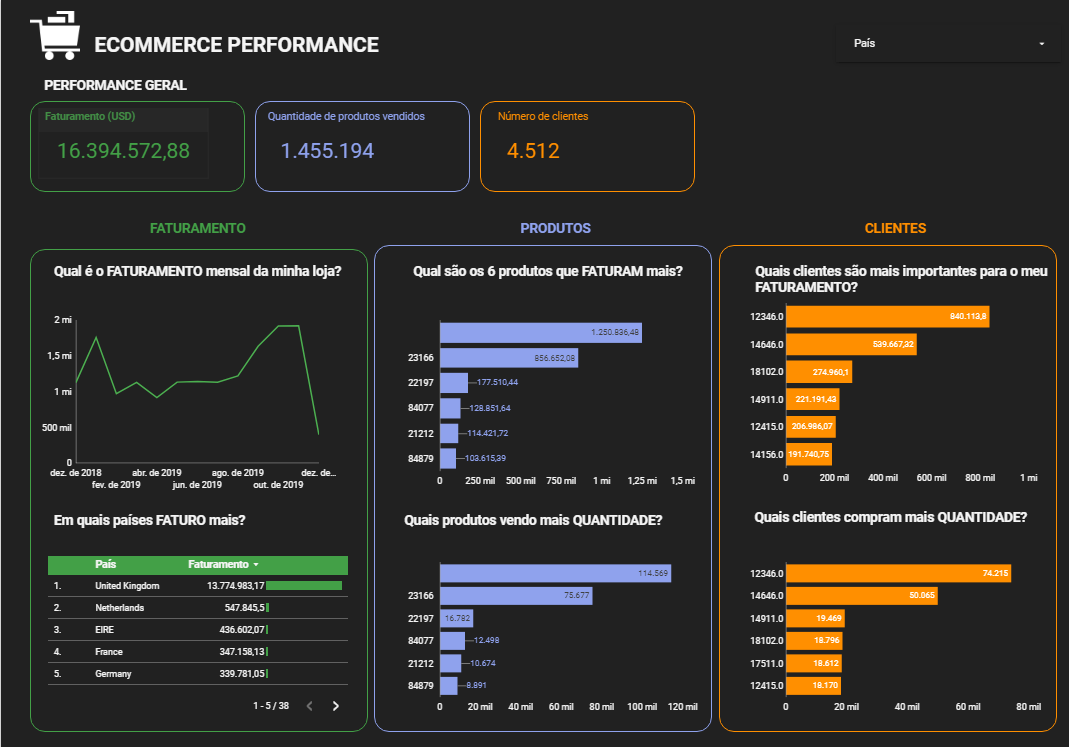 ECOMMERCE PERFORMANCE
País
PERFORMANCE GERAL
Faturamento (USD)
16.394.572,88
Quantidade de produtos vendidos
1.455.194
Número de clientes
4.512
FATURAMENTO
Qual é o FATURAMENTO mensal da minha loja?
2 mi
1,5 mi
1 mi
500 mil
0
dez. de 2018
fev. de 2019
abr. de 2019
jun. de 2019
ago. de 2019
out. de 2019
dez. de...
Em quais países FATURO mais?
País Faturamento
1. United Kingdom 13.774.983,17
2. Netherlands 547.845,5
3. EIRE 436.602,07
4. France 347.158,13
5. Germany 339.781,05
1 - 5 / 38
PRODUTOS
Qual são os 6 produtos que FATURAM mais?
1.250.836,48
23166 856.652,08
22197 177.510,44
84077 128.851,64
21212 114.421,72
84879 103.615,39
0 250 mil 500 mil 750 mil 1 mi 1,25 mi 1,5 mi
Quais produtos vendo mais QUANTIDADE?
114.569
23166 75.677
22197 16.782
84077 12.498
21212 10.674
84879 8.891
0 20 mil 40 mil 60 mil 80 mil 100 mil 120 mil
CLIENTES
Quais clientes são mais importantes para o meu
FATURAMENTO?
12346.0 840.113,8
14646.0 539.667,32
18102.0 274.960,1
14911.0 221.191,43
12415.0 206.986,07
14156.0 191.740,75
0 200 mil 400 mil 600 mil 800 mil 1 mi
Quais clientes compram mais QUANTIDADE?
12346.0 74.215
14646.0 50.065
14911.0 19.469
18102.0 18.796
17511.0 18.612
12415.0 18.170
0 20 mil 40 mil 60 mil 80 mil